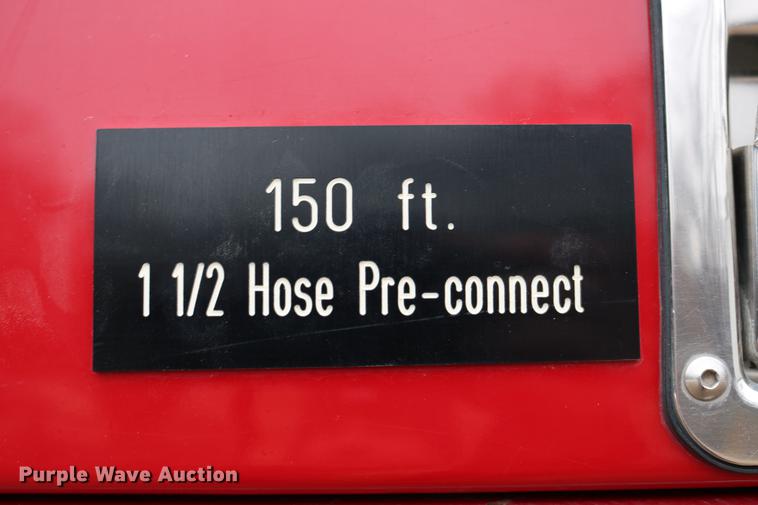 150 ft.
1 1/2 Hose Pre-connect
Purple Wave Auction